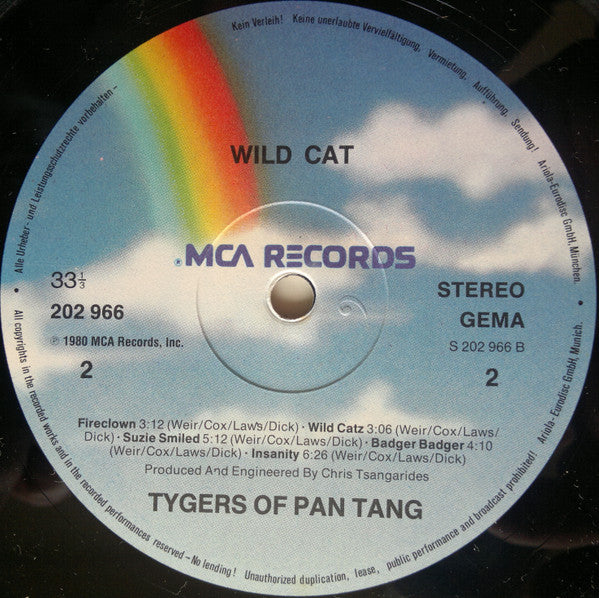 Alle Urheber- und Leistungsschutzrechte vorbehalten - Kein Verleih! Keine unerlaubte Vervielfältigung, Vermietung, Aufführung, Sendung! Ariola-Eurodisc GmbH, München.
WILD CAT
® MCA RECORDS
33⅓
202 966
℗ 1980 MCA Records, Inc.
2
STEREO
GEMA
S 202 966 B
2
Fireclown 3:12 (Weir/Cox/Laws/Dick) · Wild Catz 3:06 (Weir/Cox/Laws/
Dick) · Suzie Smiled 5:12 (Weir/Cox/Laws/Dick) · Badger Badger 4:10
(Weir/Cox/Laws/Dick) · Insanity 6:26 (Weir/Cox/Laws/Dick)
Produced And Engineered By Chris Tsangarides
TYGERS OF PAN TANG
All copyrights in the recorded works and in the recorded performances reserved - No lending! Unauthorized duplication, lease, public performance and broadcast prohibited! Ariola-Eurodisc GmbH, Munich.